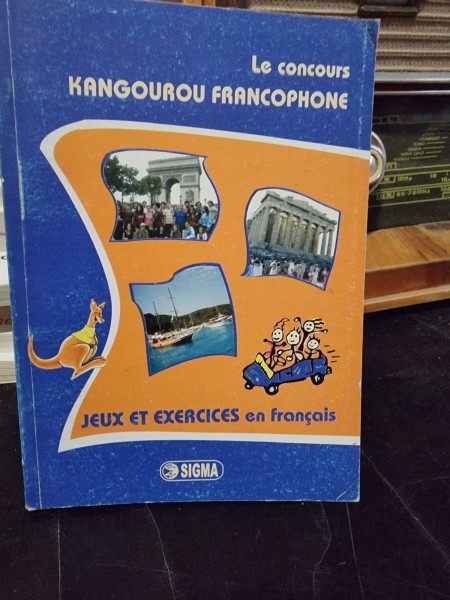 Le concours
KANGOUROU FRANCOPHONE
JEUX ET EXERCICES en français
SIGMA